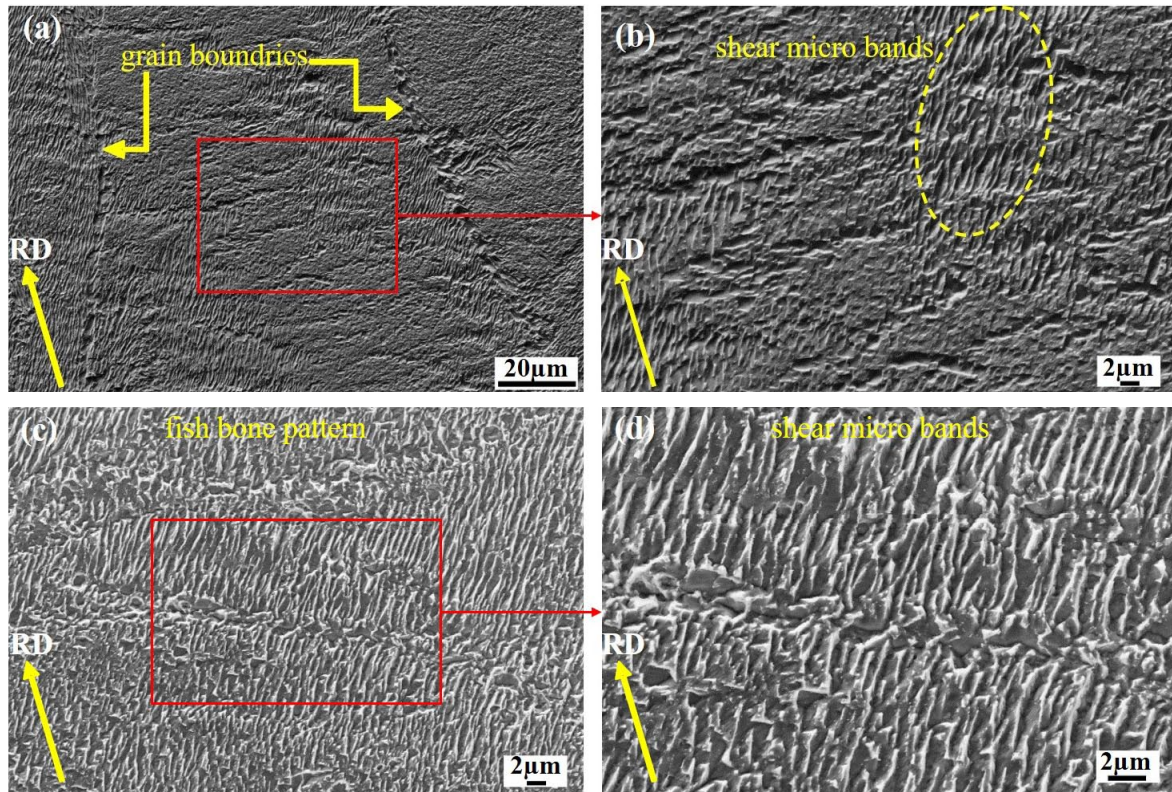 (a)
grain boundries
RD
20μm
(b)
shear micro bands
RD
2μm
(c)
fish bone pattern
RD
2μm
(d)
shear micro bands
RD
2μm